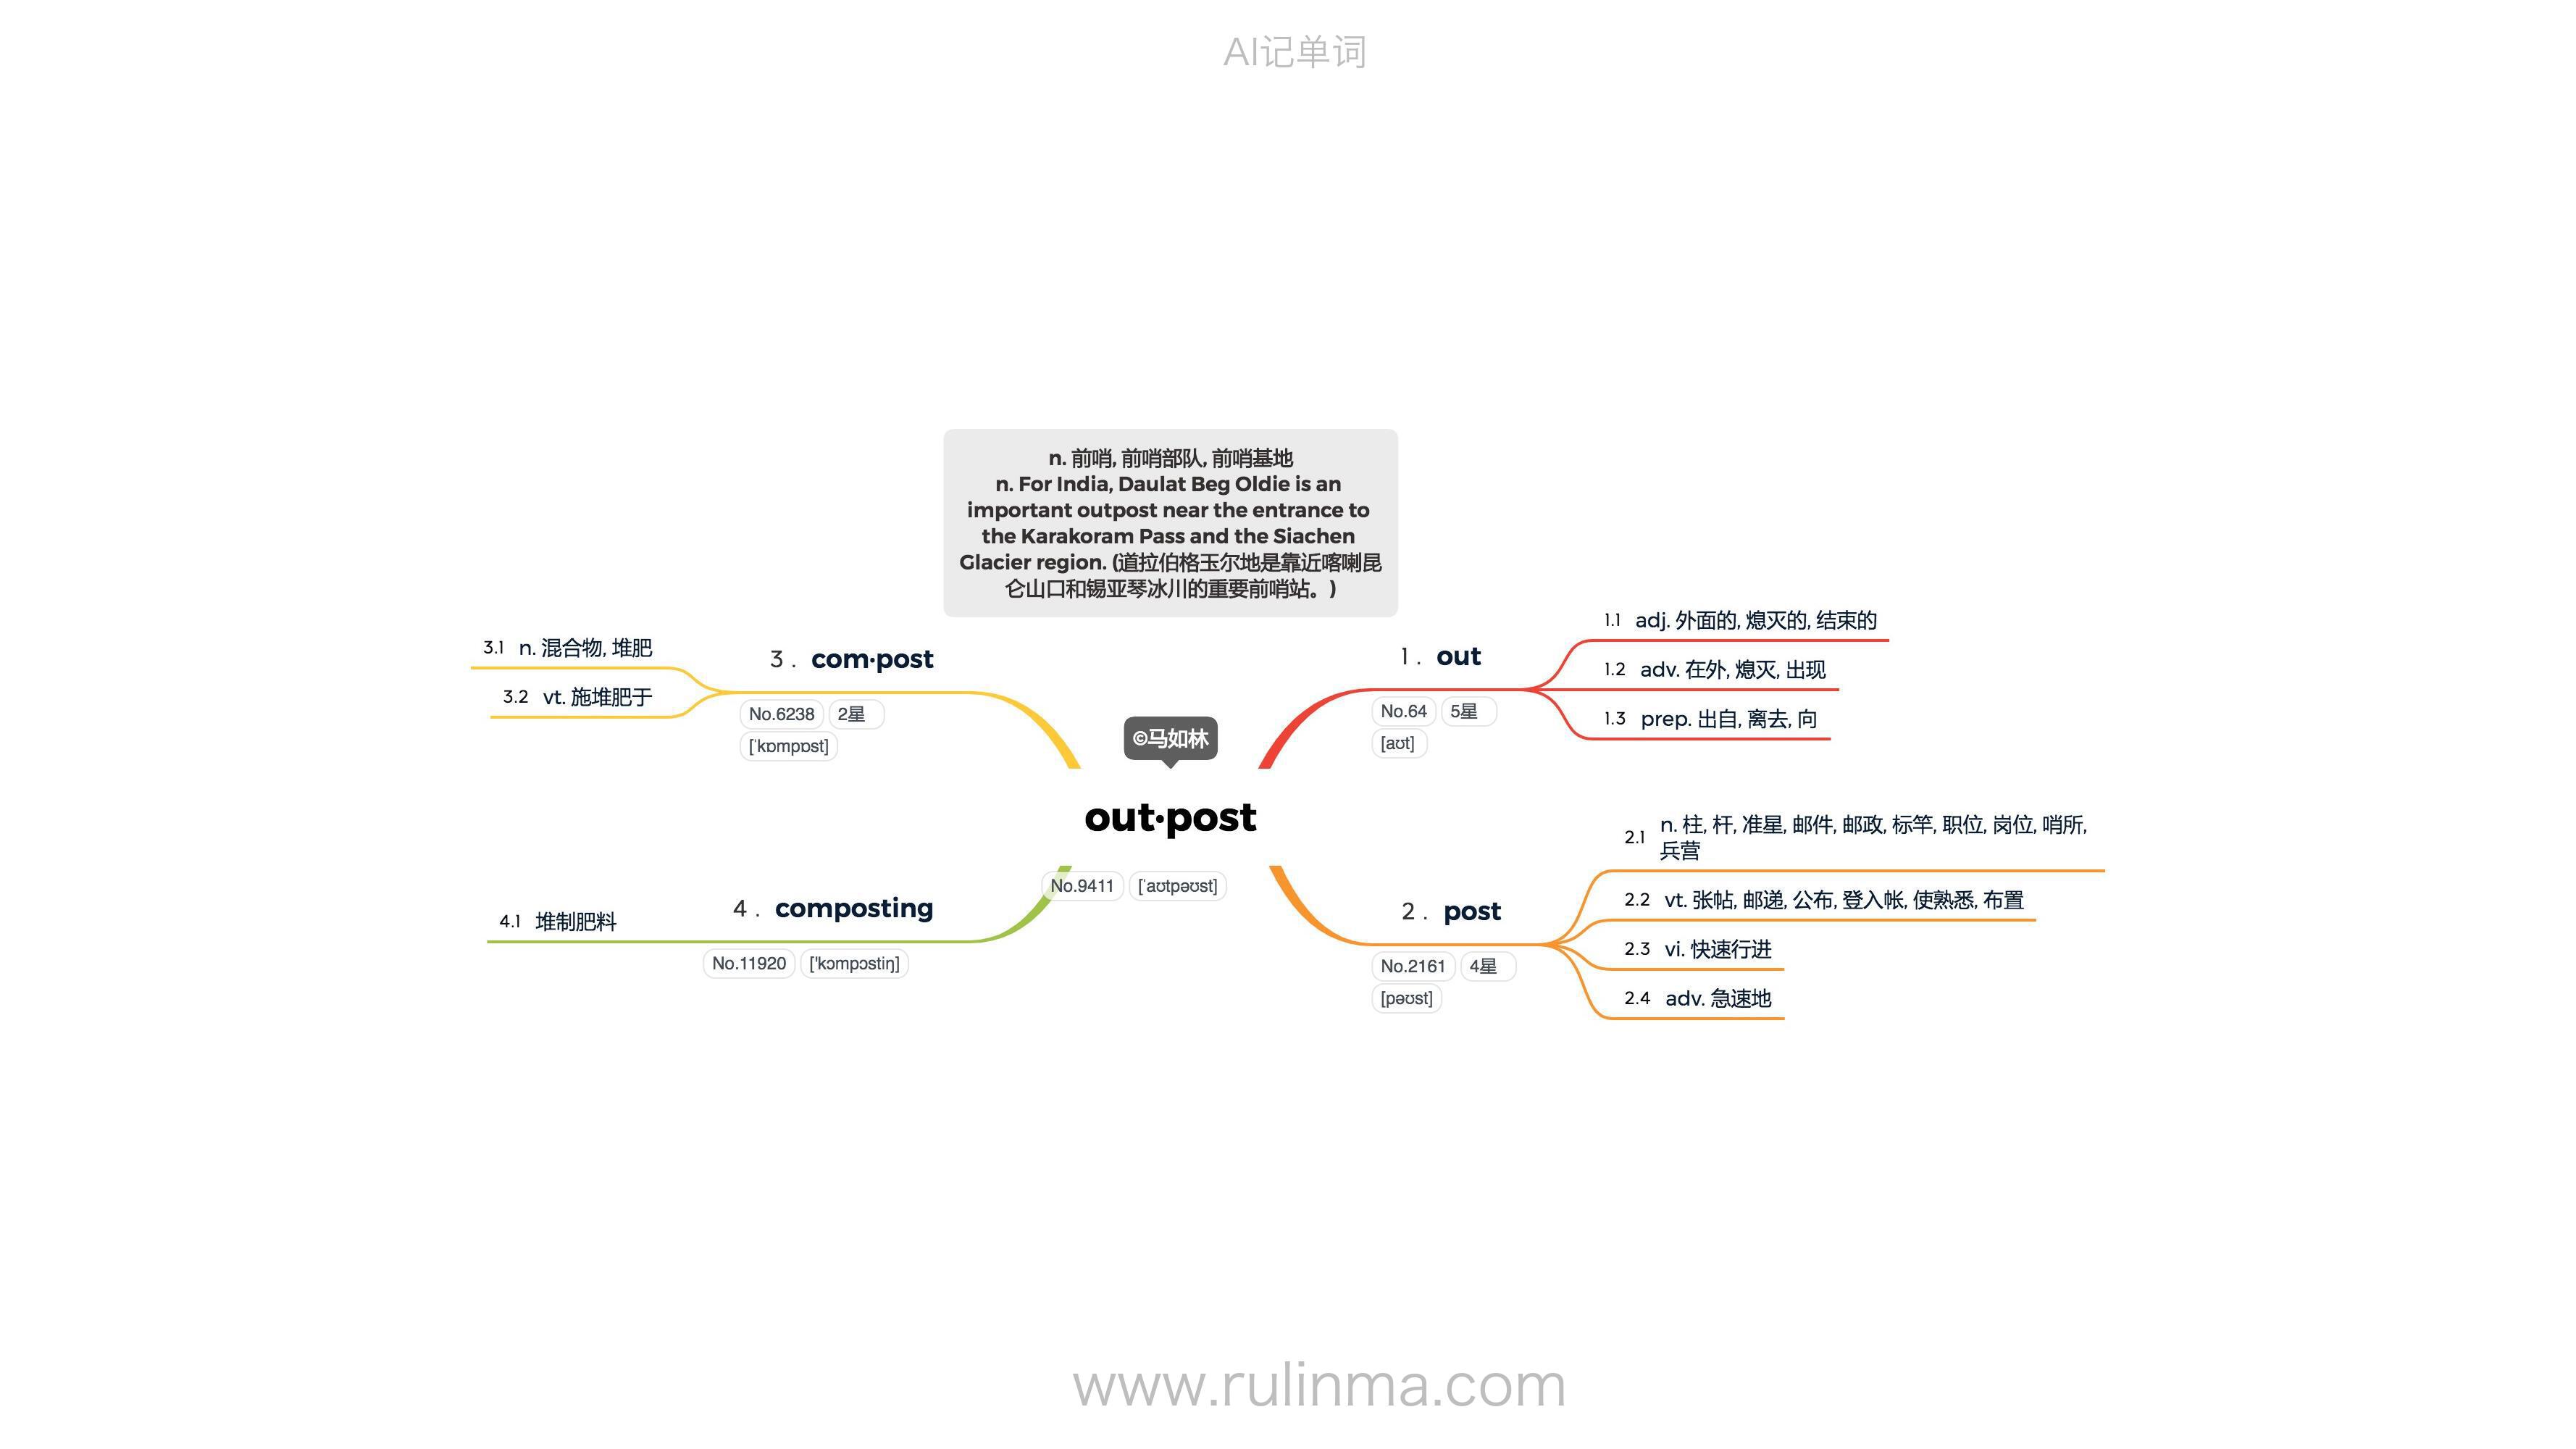 AI记单词
n. 前哨, 前哨部队, 前哨基地
n. For India, Daulat Beg Oldie is an
important outpost near the entrance to
the Karakoram Pass and the Siachen
Glacier region. (道拉伯格玉尔地是靠近喀喇昆
仑山口和锡亚琴冰川的重要前哨站。)
©马如林
out·post
No.9411 [ˈaʊtpəʊst]
1. out
No.64 5星
[aʊt]
1.1 adj. 外面的, 熄灭的, 结束的
1.2 adv. 在外, 熄灭, 出现
1.3 prep. 出自, 离去, 向
2. post
No.2161 4星
[pəʊst]
2.1 n. 柱, 杆, 准星, 邮件, 邮政, 标竿, 职位, 岗位, 哨所,
兵营
2.2 vt. 张帖, 邮递, 公布, 登入帐, 使熟悉, 布置
2.3 vi. 快速行进
2.4 adv. 急速地
3. com·post
No.6238 2星
[ˈkɒmpɒst]
3.1 n. 混合物, 堆肥
3.2 vt. 施堆肥于
4. composting
No.11920 ['kɔmpɔstiŋ]
4.1 堆制肥料
www.rulinma.com